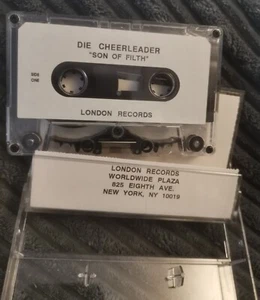 DIE CHEERLEADER
"SON OF FILTH"
SIDE
ONE
LONDON RECORDS
LONDON RECORDS
WORLDWIDE PLAZA
825 EIGHTH AVE.
NEW YORK, NY 10019